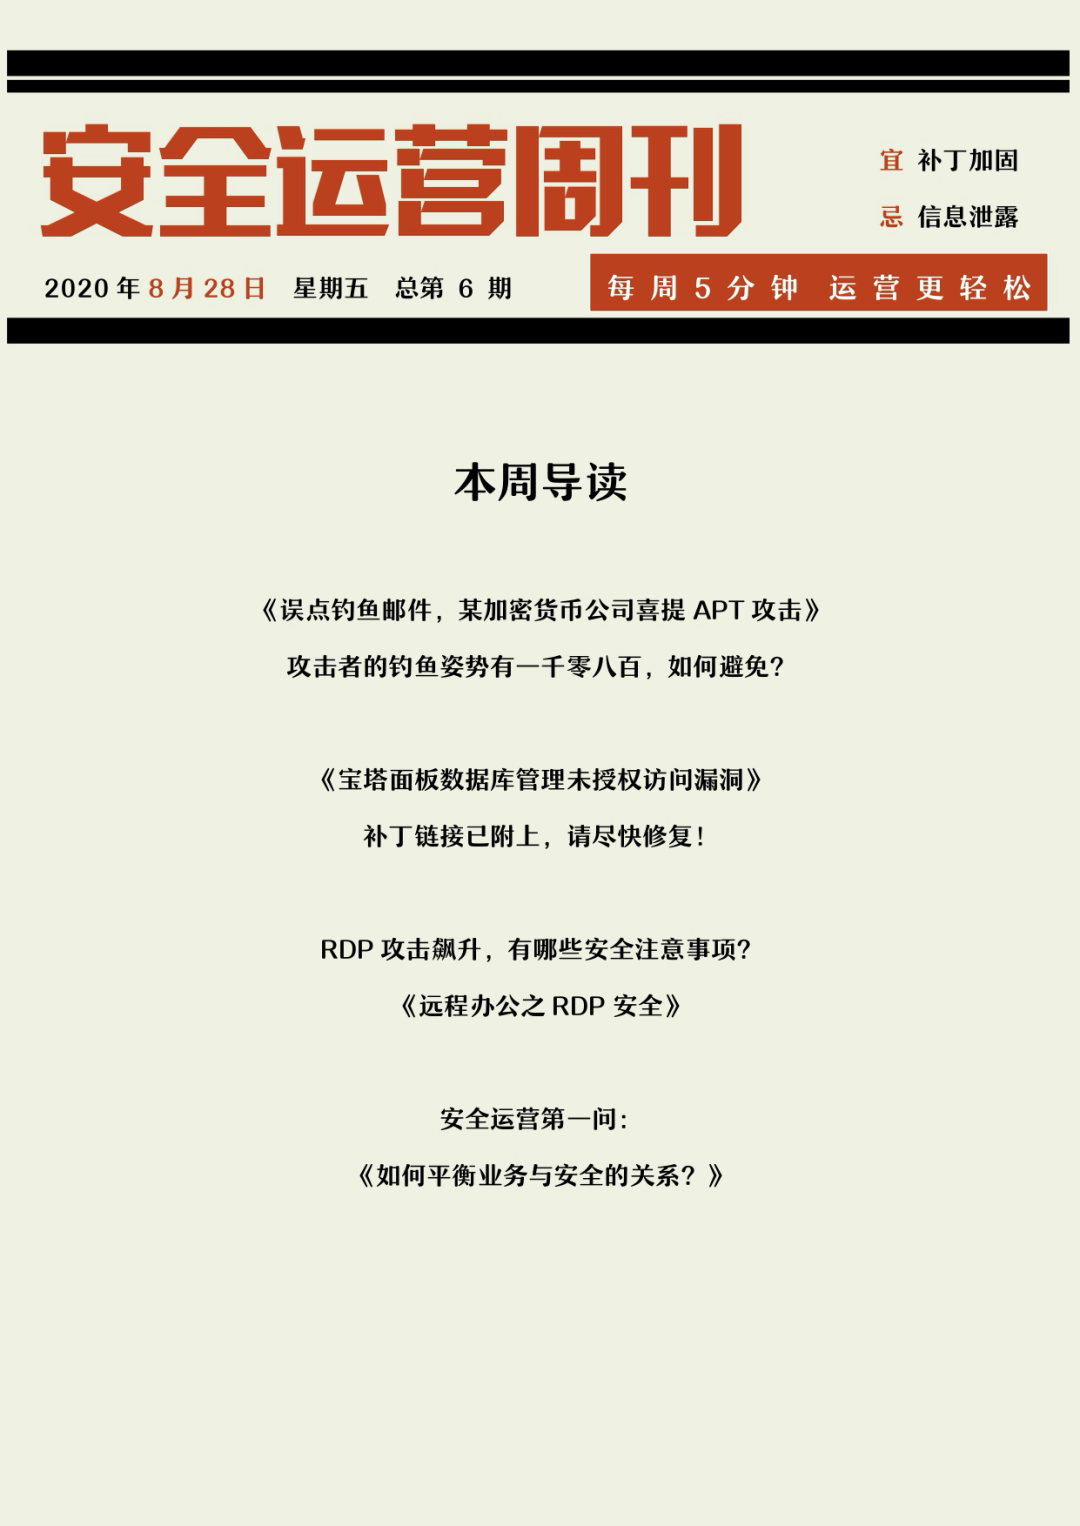 安全运营周刊
宜 补丁加固
忌 信息泄露
2020年8月28日 星期五 总第 6 期
每周5分钟 运营更轻松
本周导读
《误点钓鱼邮件，某加密货币公司喜提 APT 攻击》
攻击者的钓鱼姿势有一千零八百，如何避免？
《宝塔面板数据库管理未授权访问漏洞》
补丁链接已附上，请尽快修复！
RDP 攻击飙升，有哪些安全注意事项？
《远程办公之 RDP 安全》
安全运营第一问：
《如何平衡业务与安全的关系？》